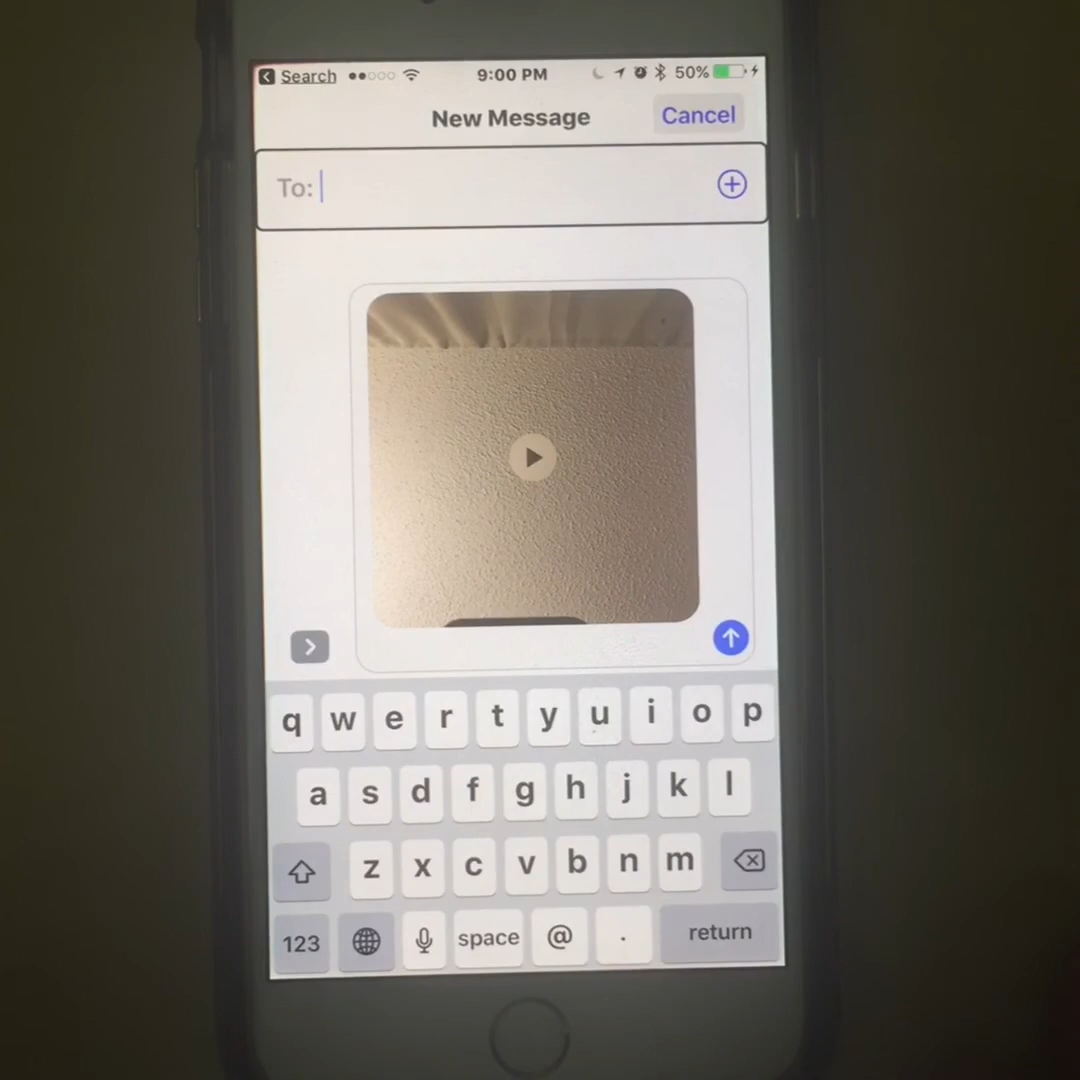 Search 9:00 PM 50%
New Message Cancel
To:
q w e r t y u i o p
a s d f g h j k l
z x c v b n m
123 space @ . return